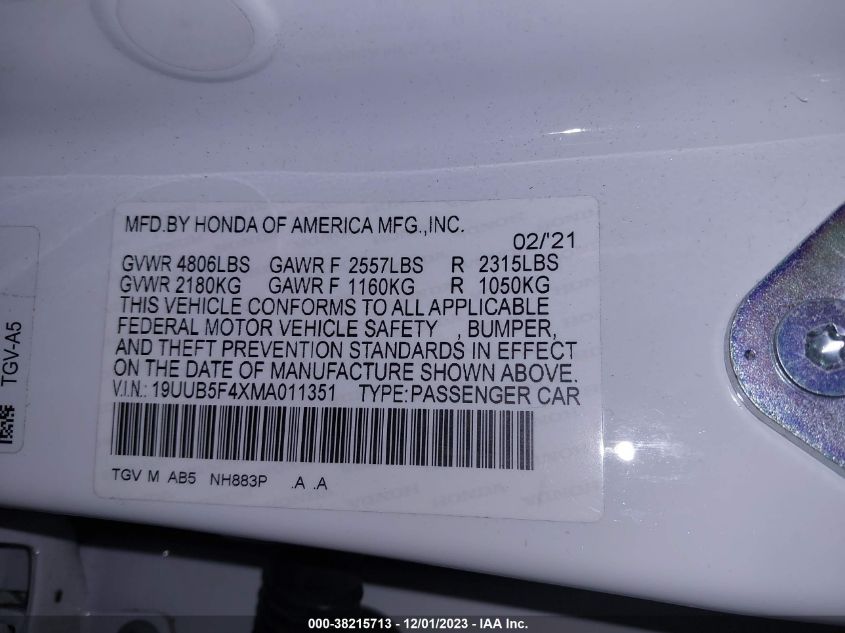 MFD.BY HONDA OF AMERICA MFG.,INC.
02/'21
GVWR 4806LBS GAWR F 2557LBS R 2315LBS
GVWR 2180KG GAWR F 1160KG R 1050KG
THIS VEHICLE CONFORMS TO ALL APPLICABLE
FEDERAL MOTOR VEHICLE SAFETY , BUMPER,
AND THEFT PREVENTION STANDARDS IN EFFECT
ON THE DATE OF MANUFACTURE SHOWN ABOVE.
V.I.N.: 19UUB5F4XMA011351 TYPE:PASSENGER CAR
TGV M AB5 NH883P .A .A
TGV-A5
000-38215713 - 12/01/2023 - IAA Inc.